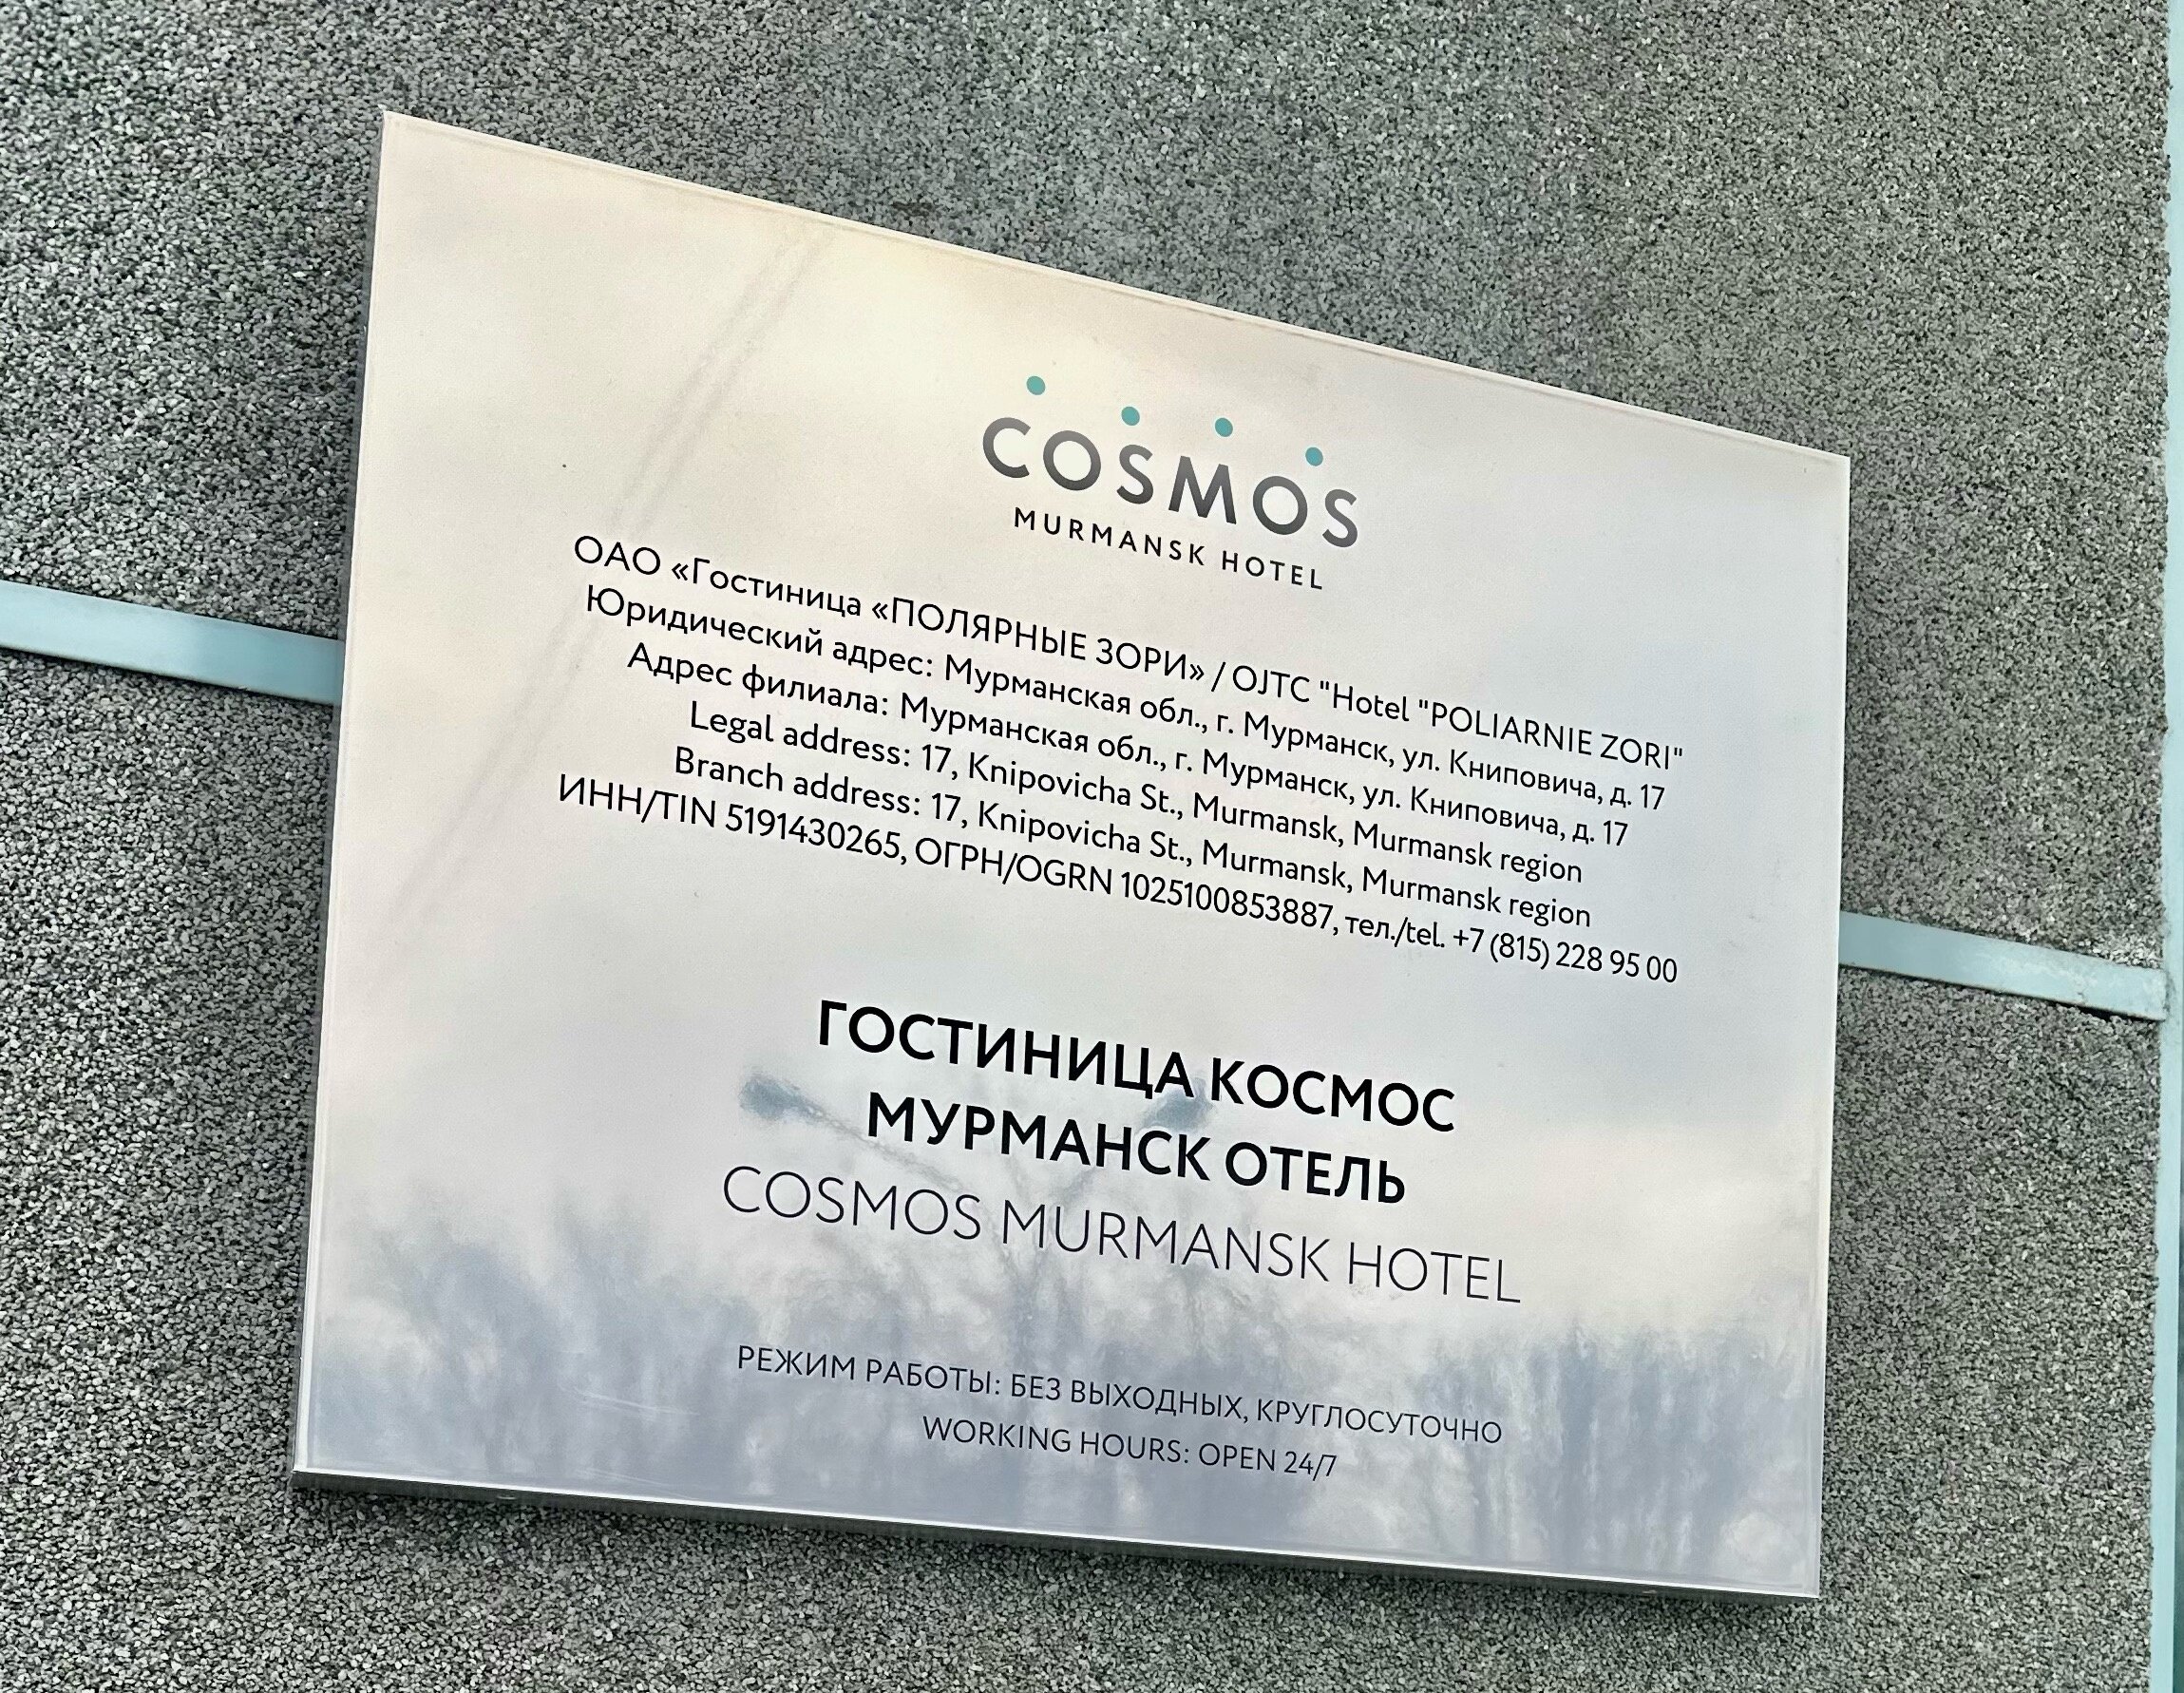 COSMOS
MURMANSK HOTEL
ОАО «Гостиница «ПОЛЯРНЫЕ ЗОРИ» / OJTC "Hotel "POLIARNIE ZORI"
Юридический адрес: Мурманская обл., г. Мурманск, ул. Книповича, д. 17
Адрес филиала: Мурманская обл., г. Мурманск, ул. Книповича, д. 17
Legal address: 17, Knipovicha St., Murmansk, Murmansk region
Branch address: 17, Knipovicha St., Murmansk, Murmansk region
ИНН/TIN 5191430265, ОГРН/OGRN 1025100853887, тел./tel. +7 (815) 228 95 00
ГОСТИНИЦА КОСМОС
МУРМАНСК ОТЕЛЬ
COSMOS MURMANSK HOTEL
РЕЖИМ РАБОТЫ: БЕЗ ВЫХОДНЫХ, КРУГЛОСУТОЧНО
WORKING HOURS: OPEN 24/7